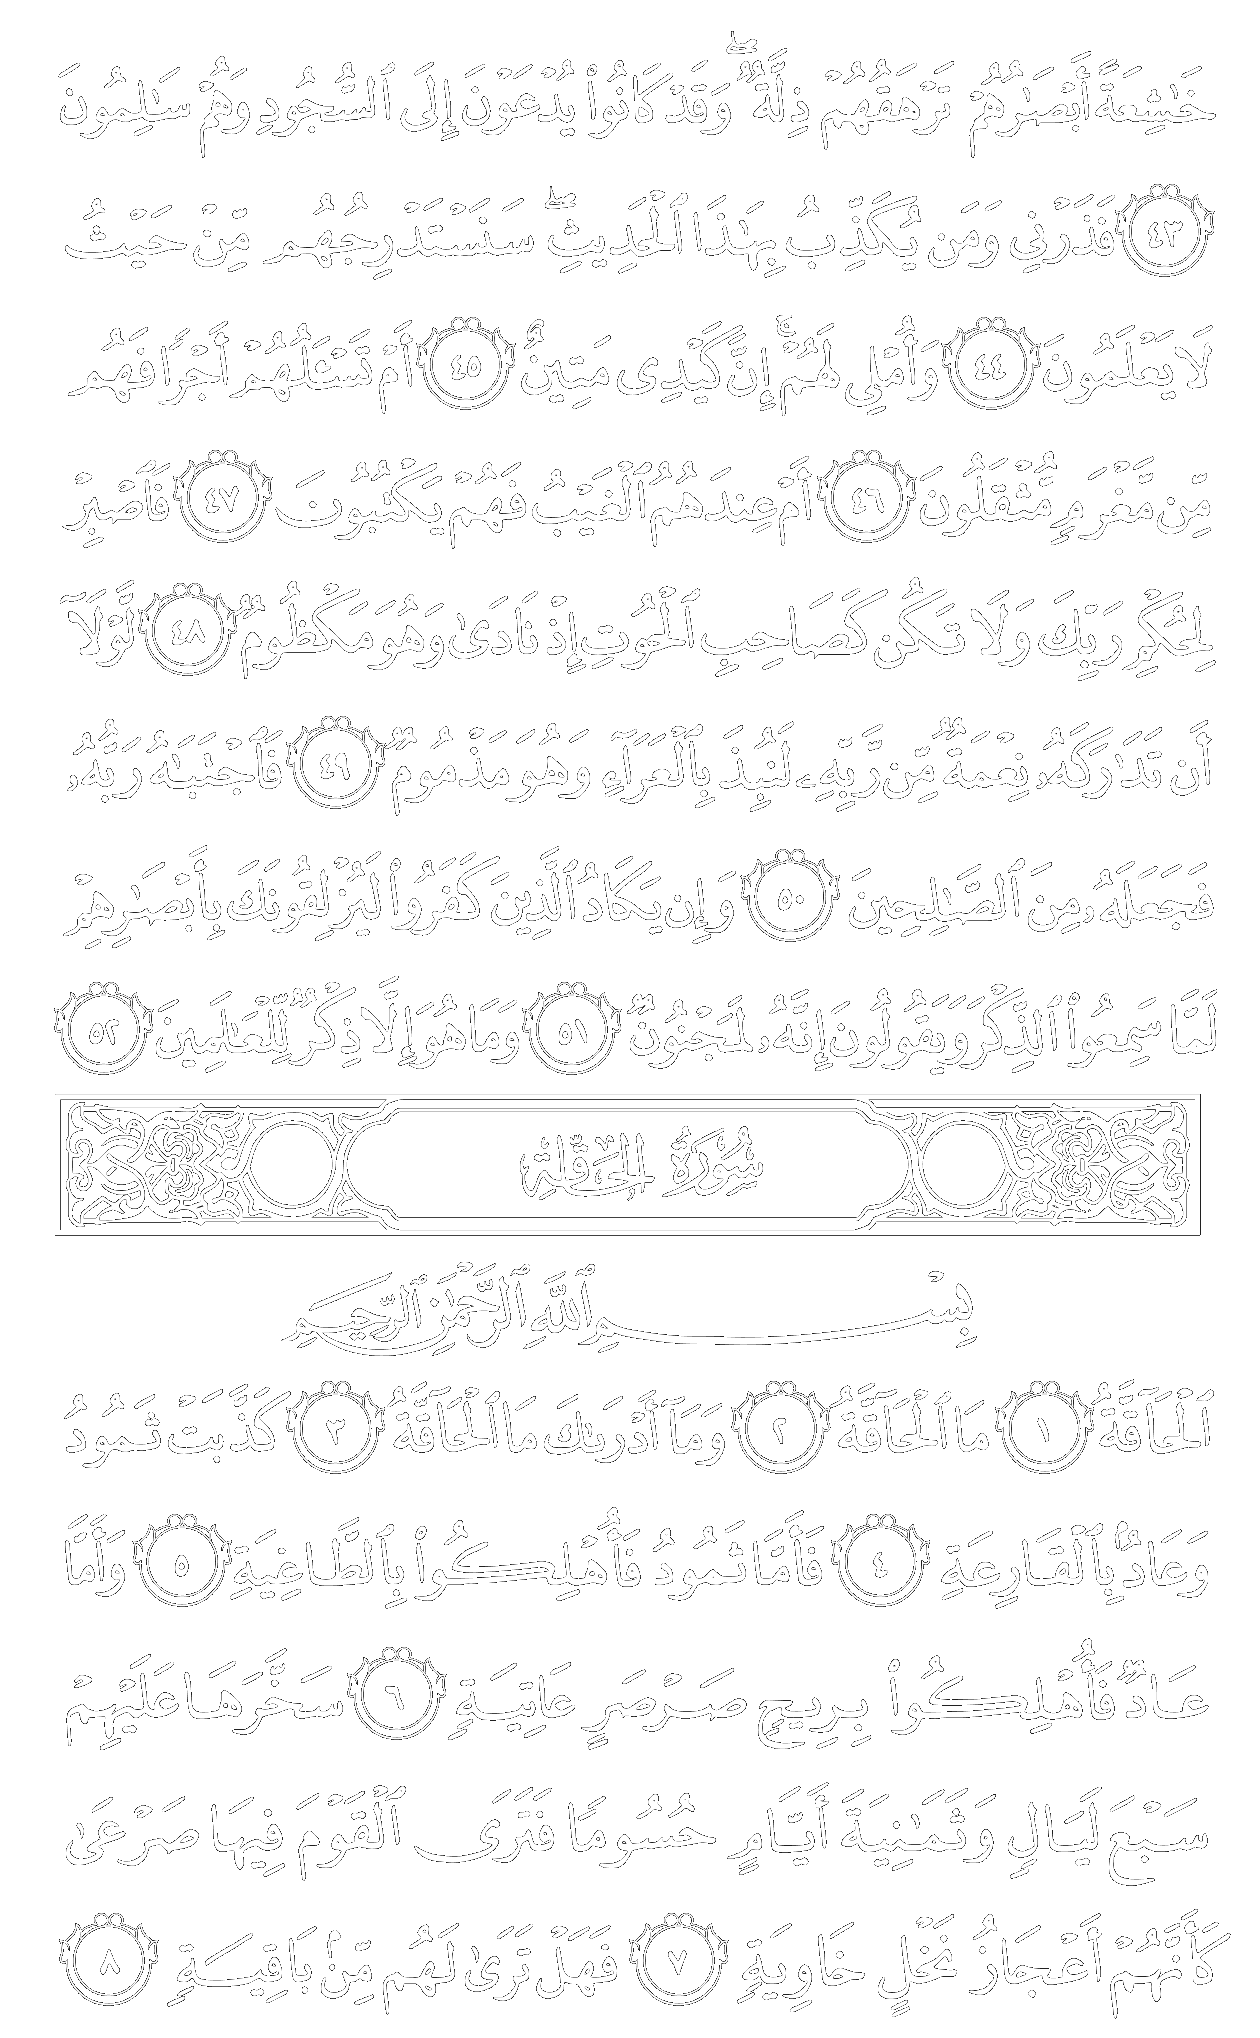 خَٰشِعَةً أَبْصَٰرُهُمْ تَرْهَقُهُمْ ذِلَّةٌ ۖ وَقَدْ كَانُوا۟ يُدْعَوْنَ إِلَى ٱلسُّجُودِ وَهُمْ سَٰلِمُونَ
٤٣ فَذَرْنِى وَمَن يُكَذِّبُ بِهَٰذَا ٱلْحَدِيثِ ۖ سَنَسْتَدْرِجُهُم مِّنْ حَيْثُ
لَا يَعْلَمُونَ ٤٤ وَأُمْلِى لَهُمْ ۚ إِنَّ كَيْدِى مَتِينٌ ٤٥ أَمْ تَسْـَٔلُهُمْ أَجْرًا فَهُم
مِّن مَّغْرَمٍ مُّثْقَلُونَ ٤٦ أَمْ عِندَهُمُ ٱلْغَيْبُ فَهُمْ يَكْتُبُونَ ٤٧ فَٱصْبِرْ
لِحُكْمِ رَبِّكَ وَلَا تَكُن كَصَاحِبِ ٱلْحُوتِ إِذْ نَادَىٰ وَهُوَ مَكْظُومٌ ٤٨ لَّوْلَآ
أَن تَدَٰرَكَهُۥ نِعْمَةٌ مِّن رَّبِّهِۦ لَنُبِذَ بِٱلْعَرَآءِ وَهُوَ مَذْمُومٌ ٤٩ فَٱجْتَبَٰهُ رَبُّهُۥ
فَجَعَلَهُۥ مِنَ ٱلصَّٰلِحِينَ ٥٠ وَإِن يَكَادُ ٱلَّذِينَ كَفَرُوا۟ لَيُزْلِقُونَكَ بِأَبْصَٰرِهِمْ
لَمَّا سَمِعُوا۟ ٱلذِّكْرَ وَيَقُولُونَ إِنَّهُۥ لَمَجْنُونٌ ٥١ وَمَا هُوَ إِلَّا ذِكْرٌ لِّلْعَٰلَمِينَ ٥٢
سُورَةُ الحَاقَّةِ
بِسْمِ ٱللَّهِ ٱلرَّحْمَٰنِ ٱلرَّحِيمِ
ٱلْحَآقَّةُ ١ مَا ٱلْحَآقَّةُ ٢ وَمَآ أَدْرَىٰكَ مَا ٱلْحَآقَّةُ ٣ كَذَّبَتْ ثَمُودُ
وَعَادٌۢ بِٱلْقَارِعَةِ ٤ فَأَمَّا ثَمُودُ فَأُهْلِكُوا۟ بِٱلطَّاغِيَةِ ٥ وَأَمَّا
عَادٌ فَأُهْلِكُوا۟ بِرِيحٍ صَرْصَرٍ عَاتِيَةٍ ٦ سَخَّرَهَا عَلَيْهِمْ
سَبْعَ لَيَالٍ وَثَمَٰنِيَةَ أَيَّامٍ حُسُومًا فَتَرَى ٱلْقَوْمَ فِيهَا صَرْعَىٰ
كَأَنَّهُمْ أَعْجَازُ نَخْلٍ خَاوِيَةٍ ٧ فَهَلْ تَرَىٰ لَهُم مِّنۢ بَاقِيَةٍ ٨